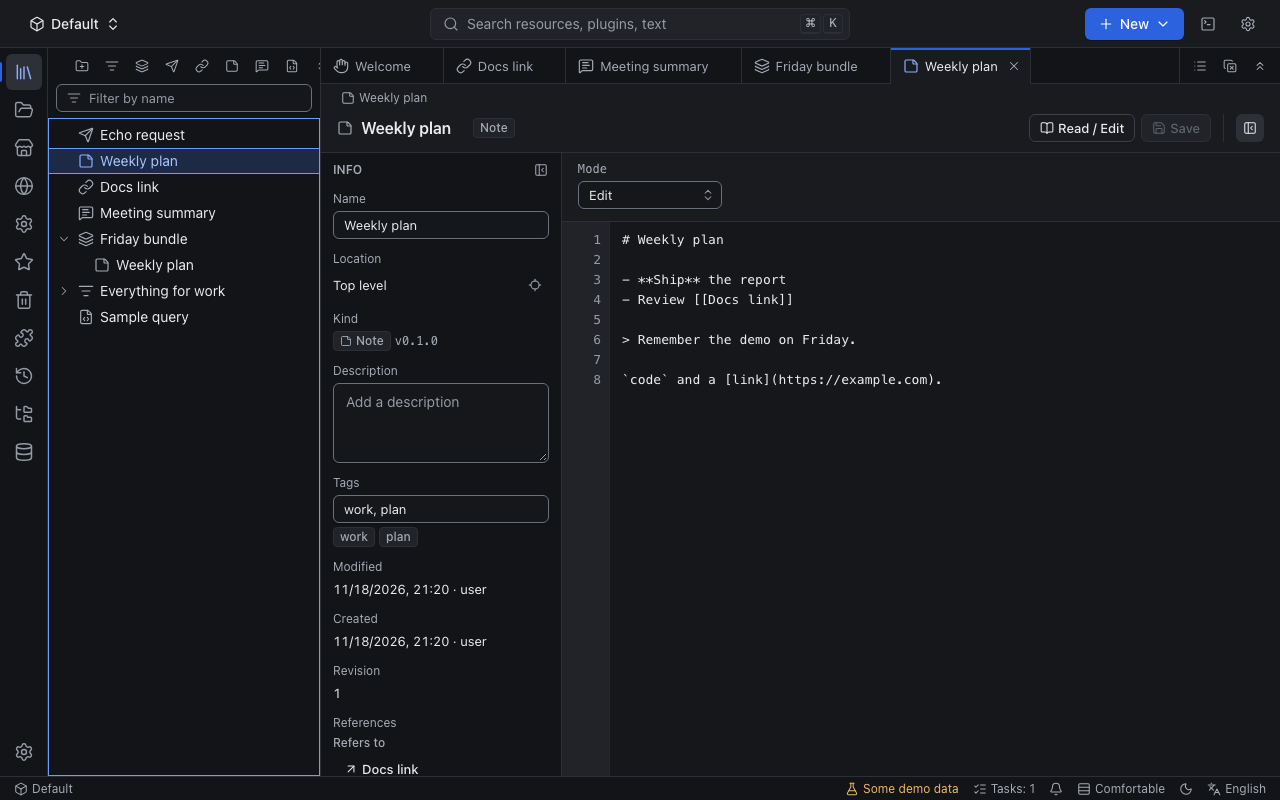 Default
Search resources, plugins, text
⌘ K
New
Welcome
Docs link
Meeting summary
Friday bundle
Weekly plan
Filter by name
Echo request
Weekly plan
Docs link
Meeting summary
Friday bundle
Weekly plan
Everything for work
Sample query
Weekly plan
Weekly plan
Note
Read / Edit
Save
INFO
Name
Weekly plan
Location
Top level
Kind
Note v0.1.0
Description
Add a description
Tags
work, plan
work plan
Modified
11/18/2026, 21:20 · user
Created
11/18/2026, 21:20 · user
Revision
1
References
Refers to
Docs link
Mode
Edit
1 # Weekly plan
2
3 - **Ship** the report
4 - Review [[Docs link]]
5
6 > Remember the demo on Friday.
7
8 `code` and a [link](https://example.com).
Default
Some demo data
Tasks: 1
Comfortable
English